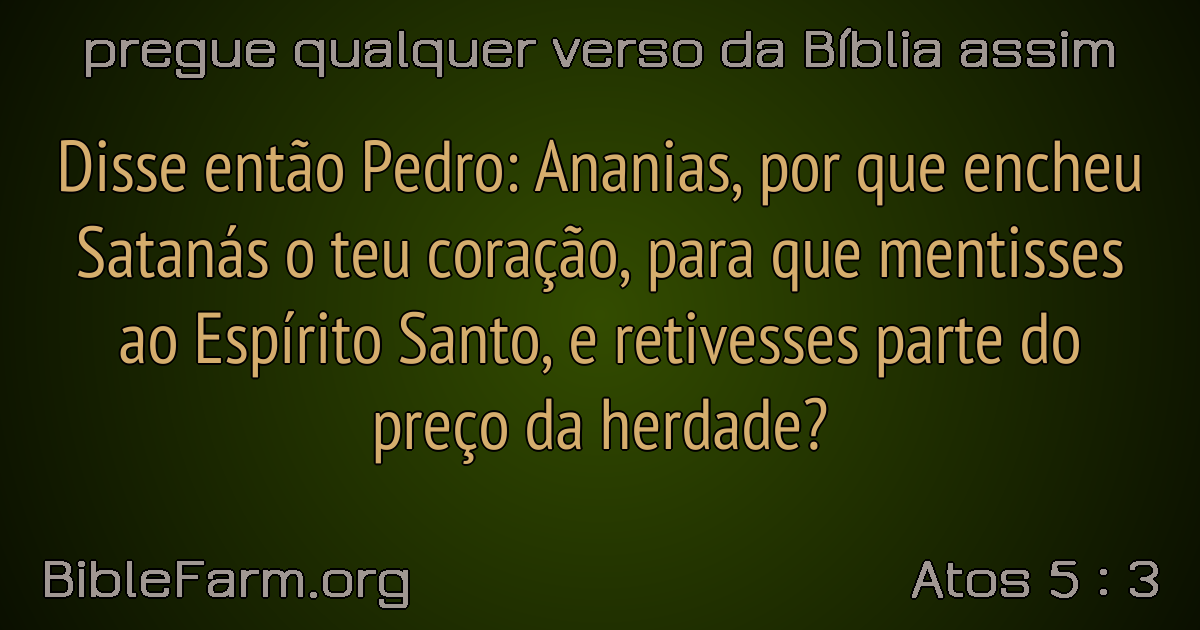 pregue qualquer verso da Bíblia assim
Disse então Pedro: Ananias, por que encheu
Satanás o teu coração, para que mentisses
ao Espírito Santo, e retivesses parte do
preço da herdade?
BibleFarm.org
Atos 5 : 3